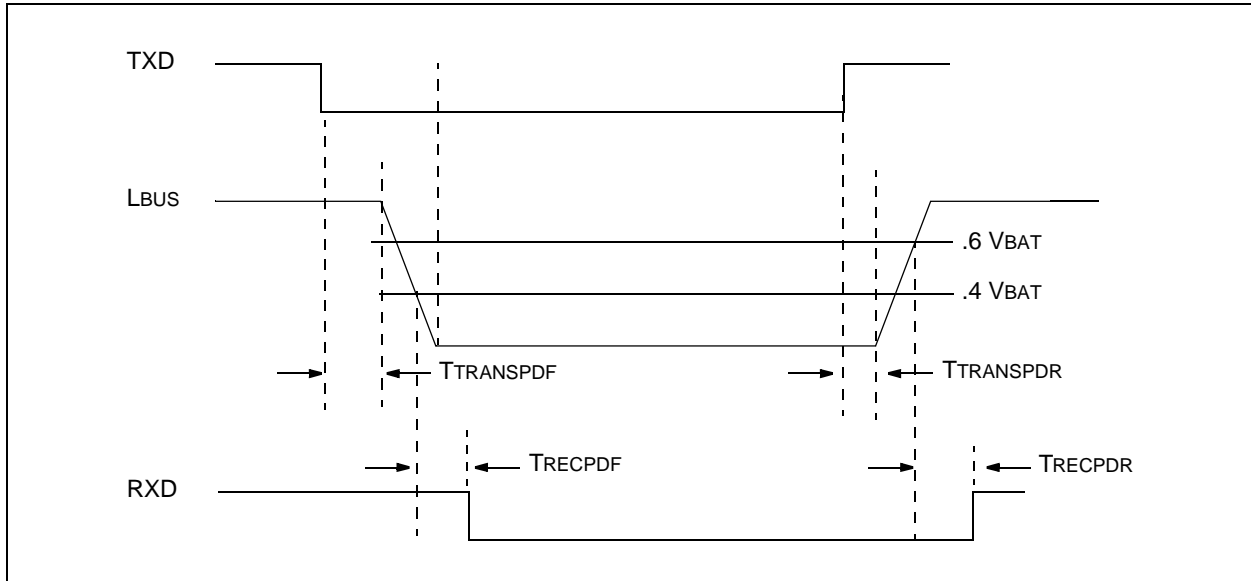 TXD
LBUS
.6 VBAT
.4 VBAT
TTRANSPDF
TTRANSPDR
TRECPDF
TRECPDR
RXD